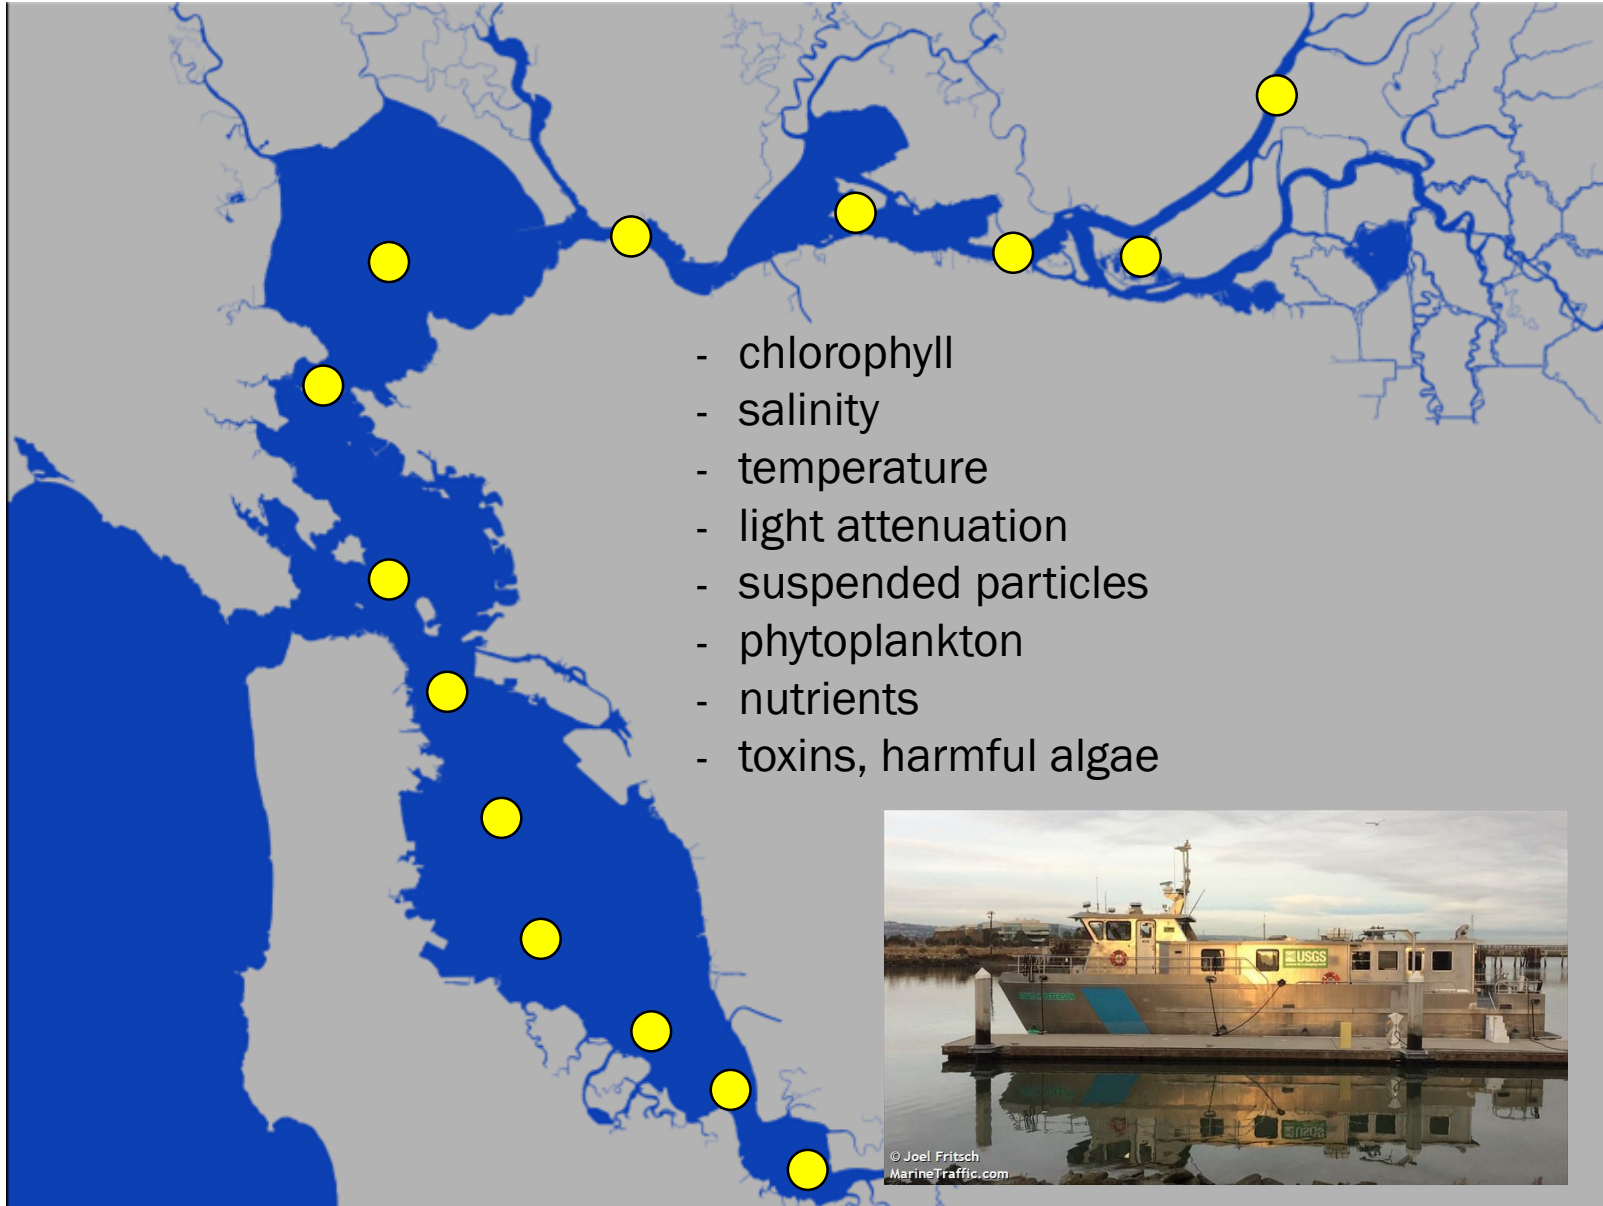 - chlorophyll
- salinity
- temperature
- light attenuation
- suspended particles
- phytoplankton
- nutrients
- toxins, harmful algae
USGS
© Joel Fritsch
MarineTraffic.com